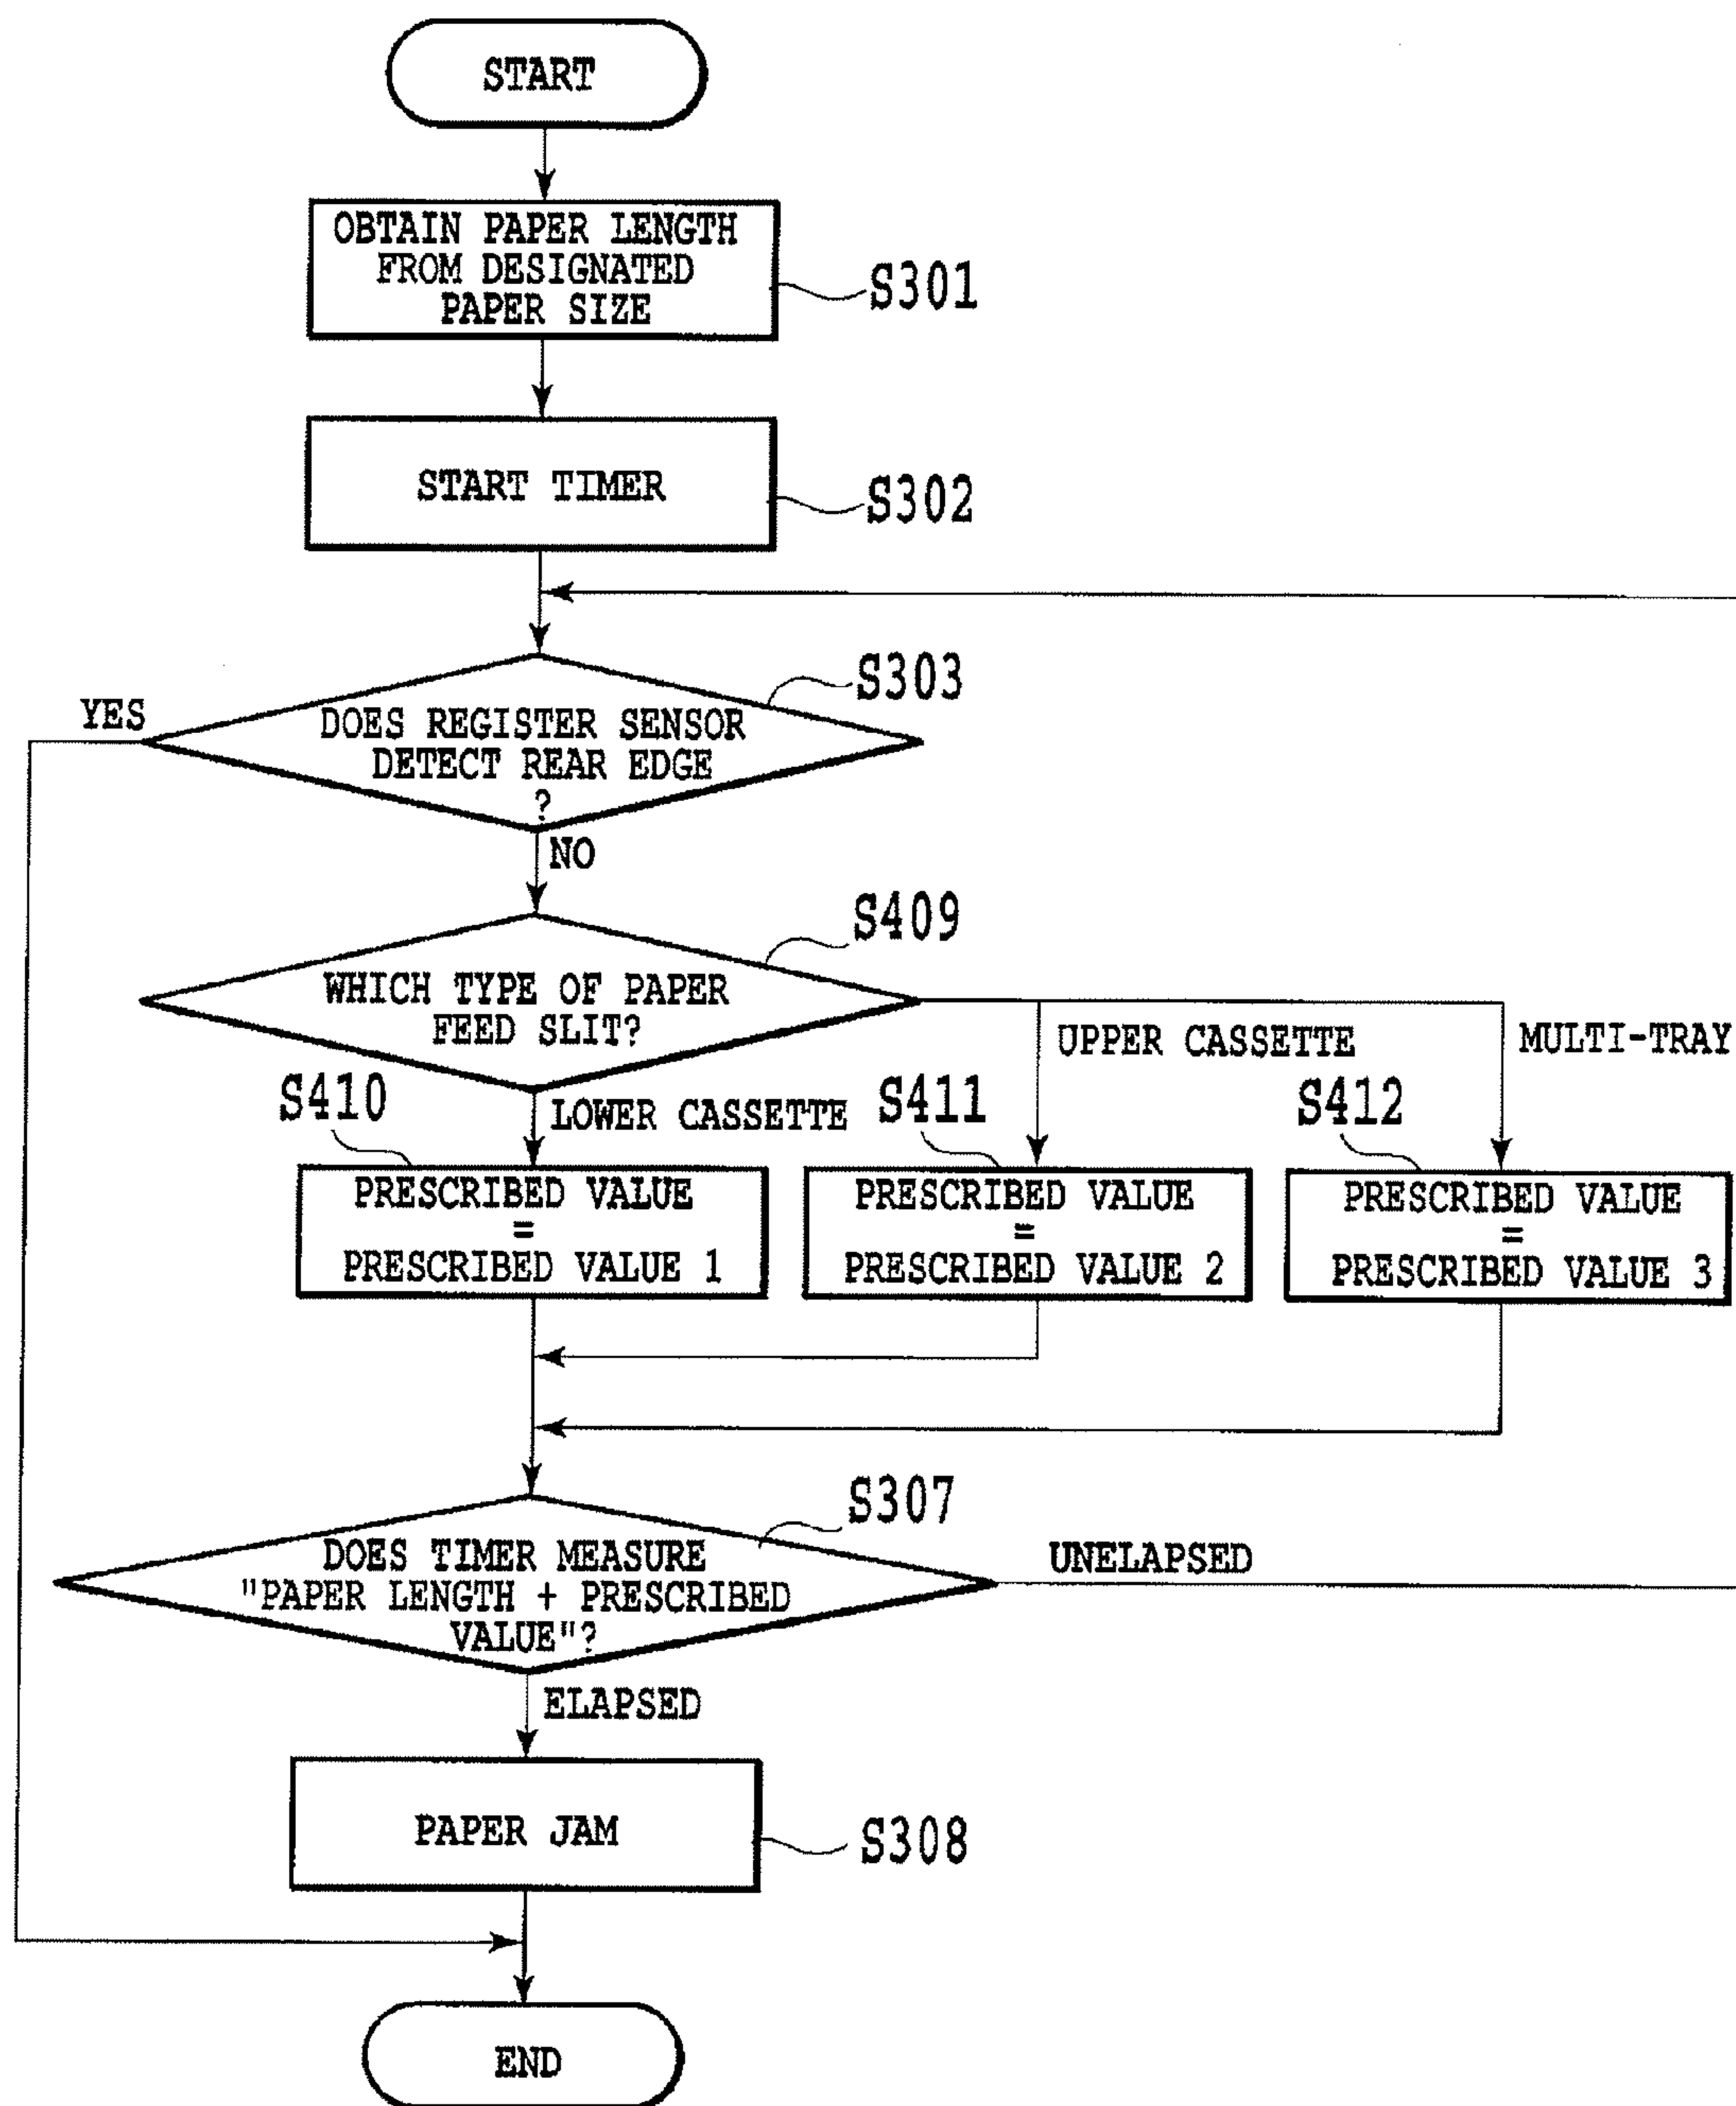 START
OBTAIN PAPER LENGTH
FROM DESIGNATED
PAPER SIZE
S301
START TIMER
S302
S303
YES
DOES REGISTER SENSOR
DETECT REAR EDGE
?
NO
S409
WHICH TYPE OF PAPER
FEED SLIT?
UPPER CASSETTE
MULTI-TRAY
S410
LOWER CASSETTE
S411
S412
PRESCRIBED VALUE
=
PRESCRIBED VALUE 1
PRESCRIBED VALUE
=
PRESCRIBED VALUE 2
PRESCRIBED VALUE
=
PRESCRIBED VALUE 3
S307
DOES TIMER MEASURE
"PAPER LENGTH + PRESCRIBED
VALUE"?
UNELAPSED
ELAPSED
PAPER JAM
S308
END